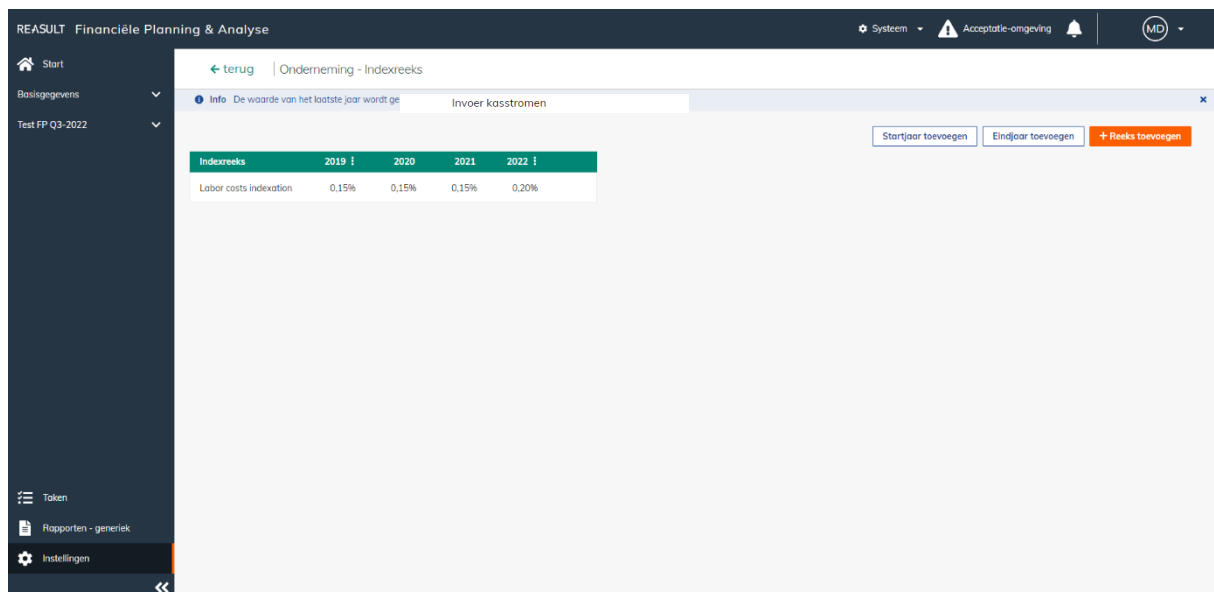 REASULT Financiële Planning & Analyse
Systeem
Acceptatie-omgeving
MD
Start
Basisgegevens
Test FP Q3-2022
terug
Onderneming - Indexreeks
Info De waarde van het laatste jaar wordt ge
Invoer kasstromen
Startjaar toevoegen
Eindjaar toevoegen
+ Reeks toevoegen
Indexreeks 2019 2020 2021 2022
Labor costs indexation 0,15% 0,15% 0,15% 0,20%
Taken
Rapporten - generiek
Instellingen